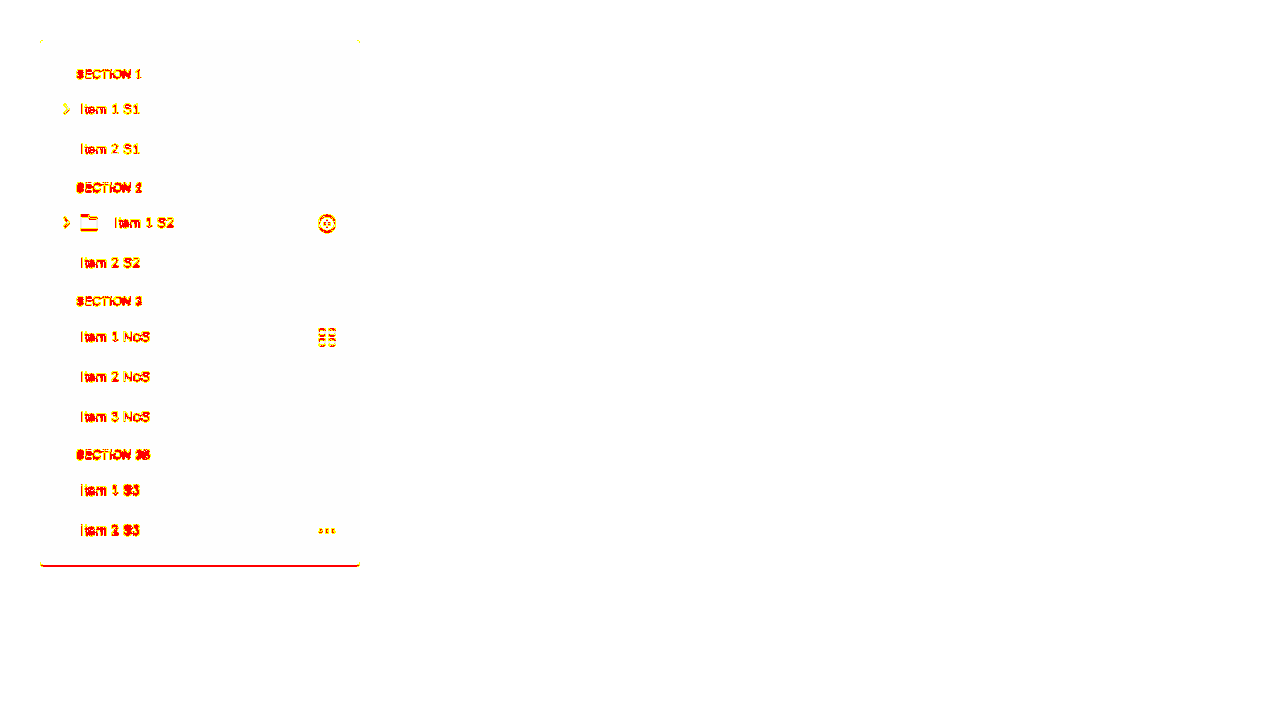 SECTION 1
Item 1 S1
Item 2 S1
SECTION 2
Item 1 S2
Item 2 S2
SECTION 3
Item 1 NoS
Item 2 NoS
Item 3 NoS
SECTION
Item 1 S3
Item 2 S3